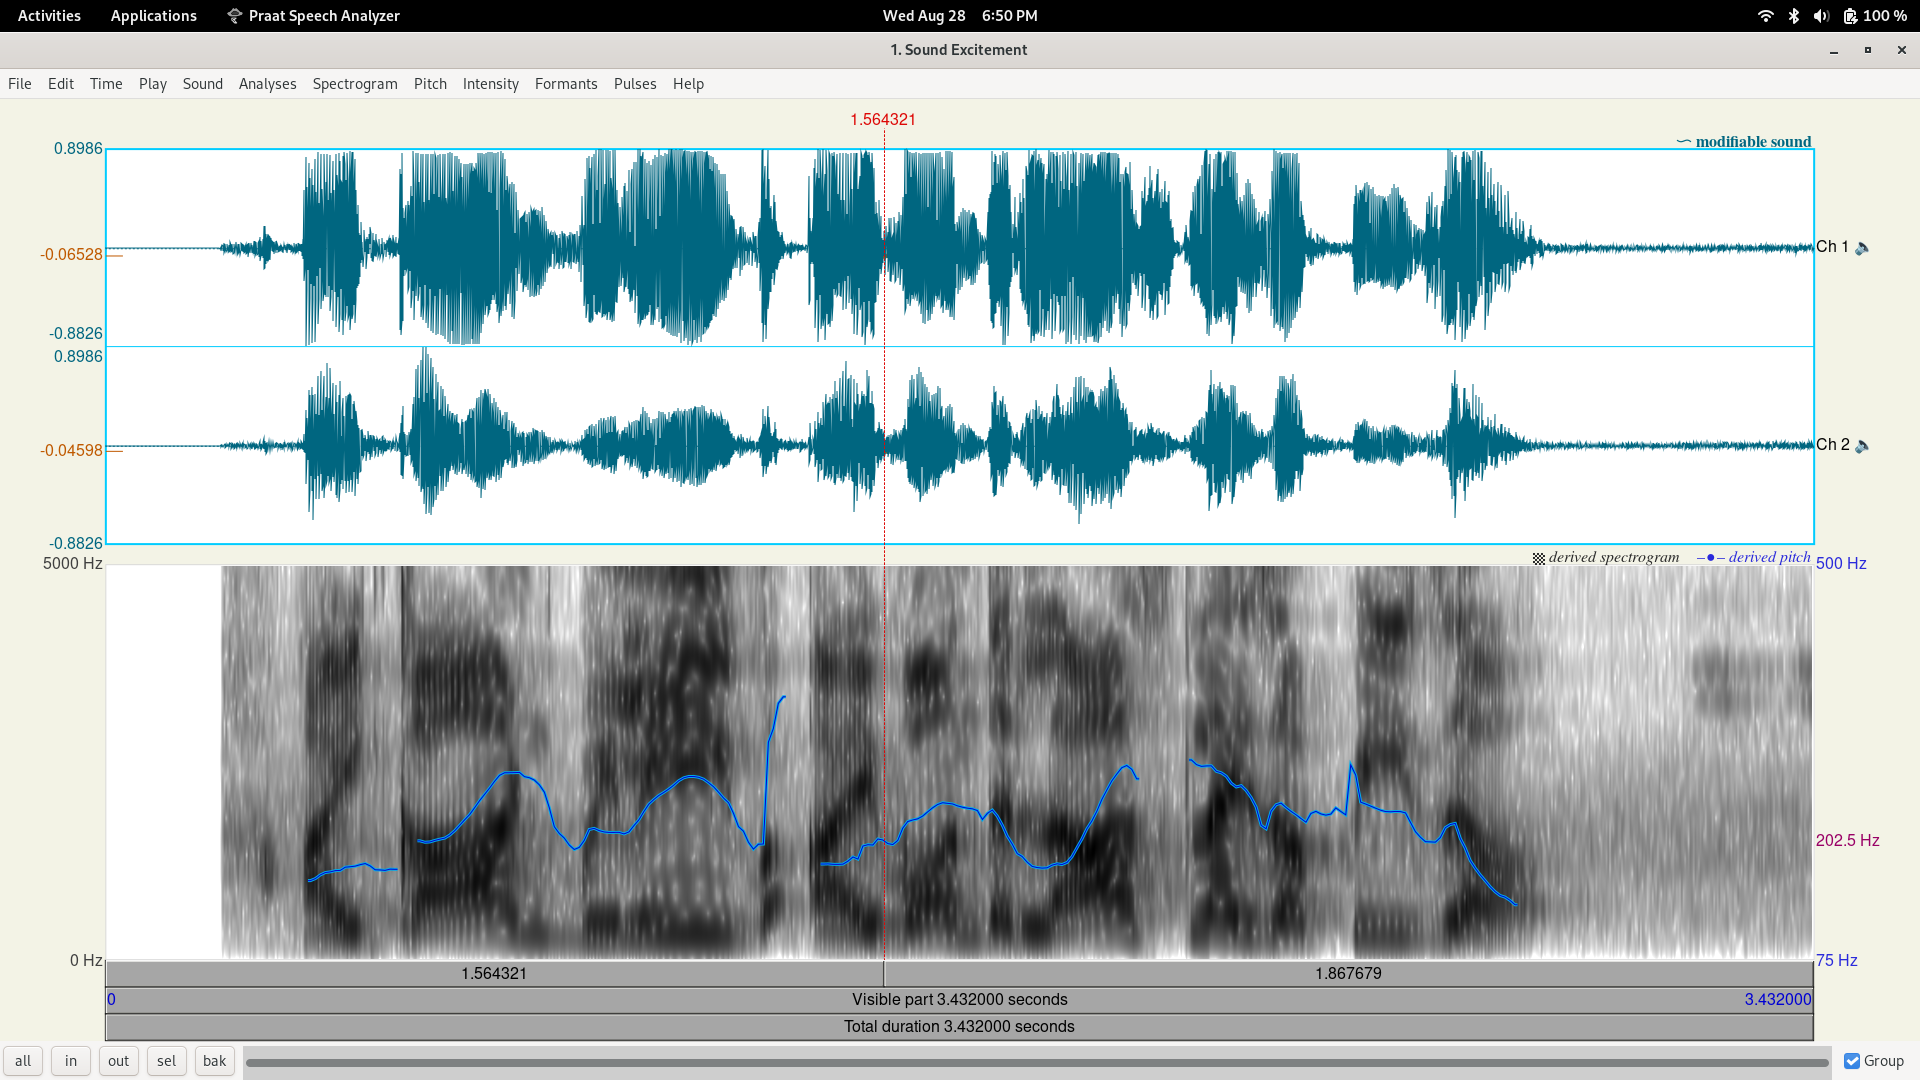 Activities Applications Praat Speech Analyzer Wed Aug 28 6:50 PM 100 %
1. Sound Excitement
File Edit Time Play Sound Analyses Spectrogram Pitch Intensity Formants Pulses Help
1.564321
modifiable sound
0.8986
-0.06528
Ch 1
-0.8826
0.8986
-0.04598
Ch 2
-0.8826
derived spectrogram derived pitch
5000 Hz 500 Hz
202.5 Hz
0 Hz 75 Hz
1.564321 1.867679
0 Visible part 3.432000 seconds 3.432000
Total duration 3.432000 seconds
all in out sel bak Group